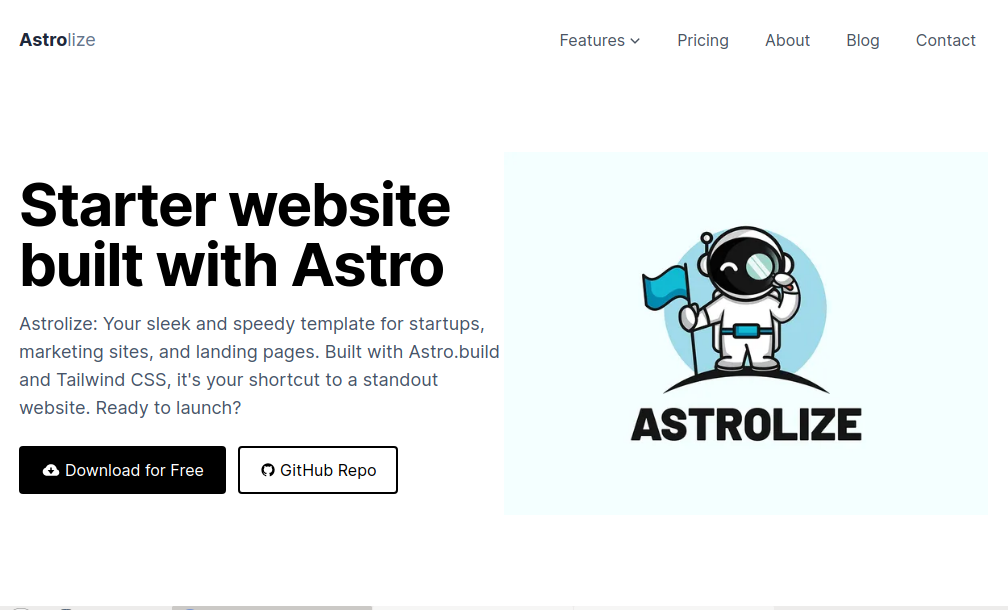 Astrolize
Features
Pricing
About
Blog
Contact
Starter website
built with Astro
Astrolize: Your sleek and speedy template for startups,
marketing sites, and landing pages. Built with Astro.build
and Tailwind CSS, it's your shortcut to a standout
website. Ready to launch?
Download for Free
GitHub Repo
ASTROLIZE